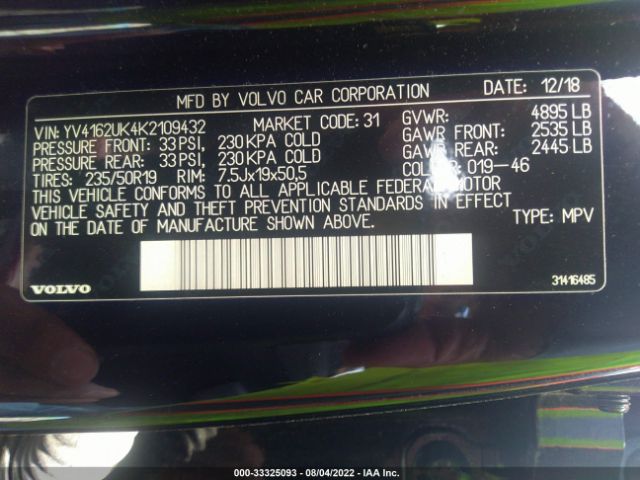 MFD BY VOLVO CAR CORPORATION DATE: 12/18
VIN: YV4162UK4K2109432 MARKET CODE: 31 GVWR: 4895 LB
PRESSURE FRONT: 33 PSI, 230 KPA COLD GAWR FRONT: 2535 LB
PRESSURE REAR: 33 PSI, 230 KPA COLD GAWR REAR: 2445 LB
TIRES: 235/50R19 RIM: 7.5Jx19x50,5 COLOUR: 019-46
THIS VEHICLE CONFORMS TO ALL APPLICABLE FEDERAL MOTOR
VEHICLE SAFETY AND THEFT PREVENTION STANDARDS IN EFFECT
ON DATE OF MANUFACTURE SHOWN ABOVE. TYPE: MPV
VOLVO 31416485
000-33325093 - 08/04/2022 - IAA Inc.